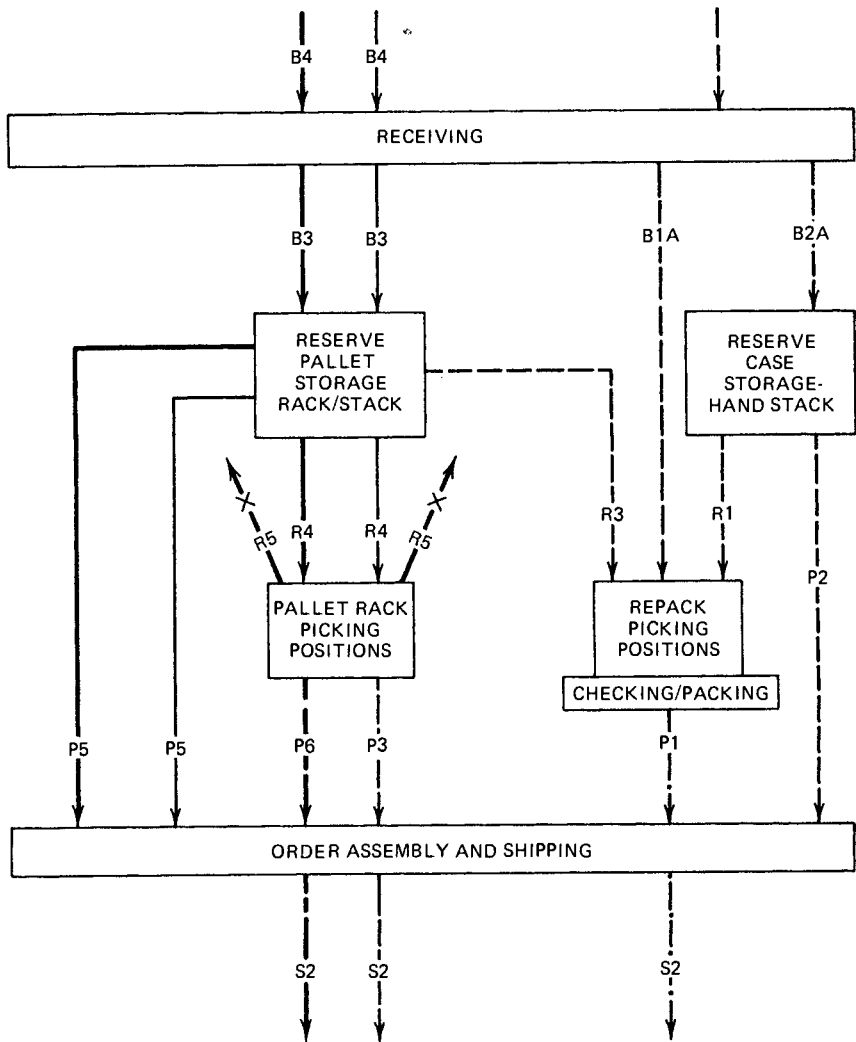 B4
B4
RECEIVING
B3
B3
B1A
B2A
RESERVE
PALLET
STORAGE
RACK/STACK
RESERVE
CASE
STORAGE-
HAND STACK
R5
R4
R4
R5
R3
R1
P2
PALLET RACK
PICKING
POSITIONS
REPACK
PICKING
POSITIONS
CHECKING/PACKING
P5
P5
P6
P3
P1
ORDER ASSEMBLY AND SHIPPING
S2
S2
S2